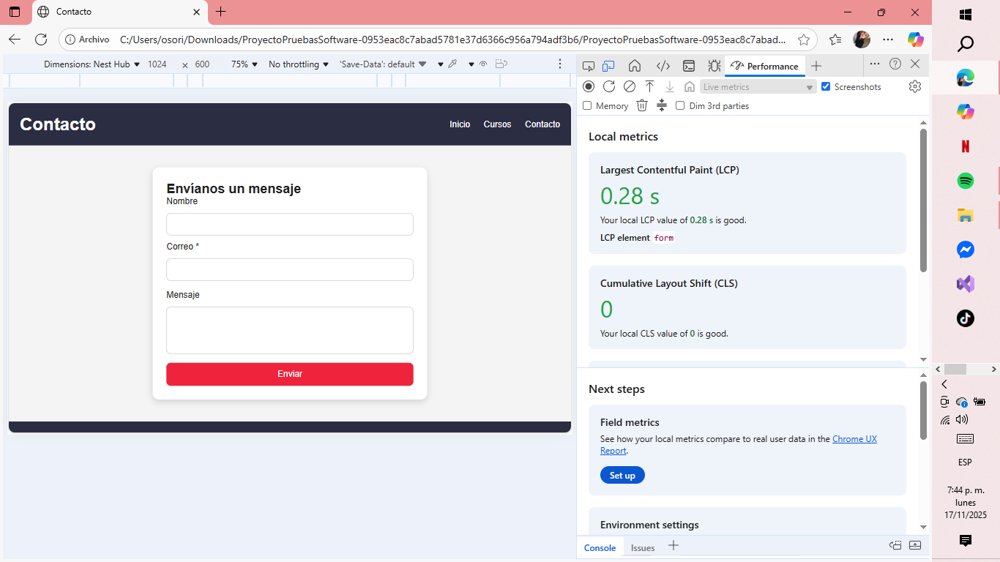 Contacto
Archivo
C:/Users/osori/Downloads/ProyectoPruebasSoftware-0953eac8c7abad5781e37d6366c956a794adf3b6/ProyectoPruebasSoftware-0953eac8c7abad...
Dimensions: Nest Hub 1024 × 600 75% No throttling 'Save-Data': default
Contacto
Inicio Cursos Contacto
Envíanos un mensaje
Nombre
Correo *
Mensaje
Enviar
Performance
Live metrics
Screenshots
Memory
Dim 3rd parties
Local metrics
Largest Contentful Paint (LCP)
0.28 s
Your local LCP value of 0.28 s is good.
LCP element form
Cumulative Layout Shift (CLS)
0
Your local CLS value of 0 is good.
Next steps
Field metrics
See how your local metrics compare to real user data in the Chrome UX
Report.
Set up
Environment settings
Console Issues
N
ESP
7:44 p. m.
lunes
17/11/2025